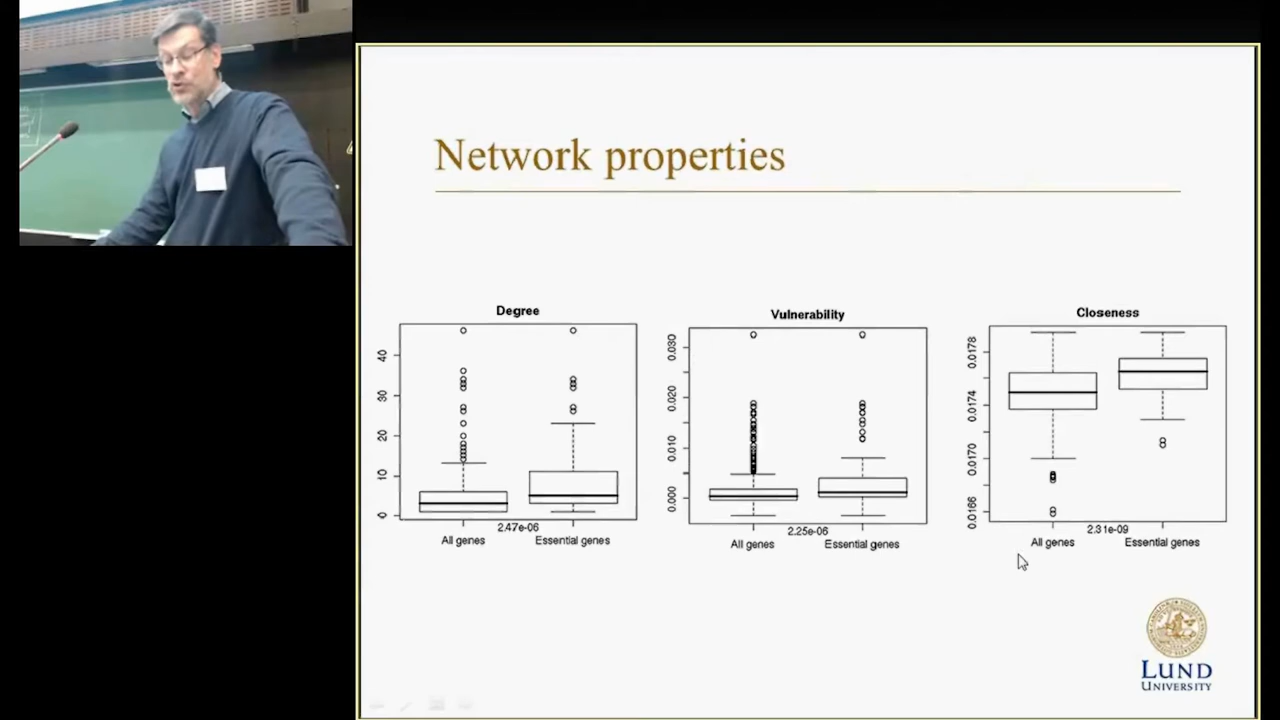 Network properties
Degree
40
30
20
10
0
2.47e-06
All genes
Essential genes
Vulnerability
0.030
0.020
0.010
0.000
2.25e-06
All genes
Essential genes
Closeness
0.0178
0.0174
0.0170
0.0166
2.31e-09
All genes
Essential genes
LUND
UNIVERSITY